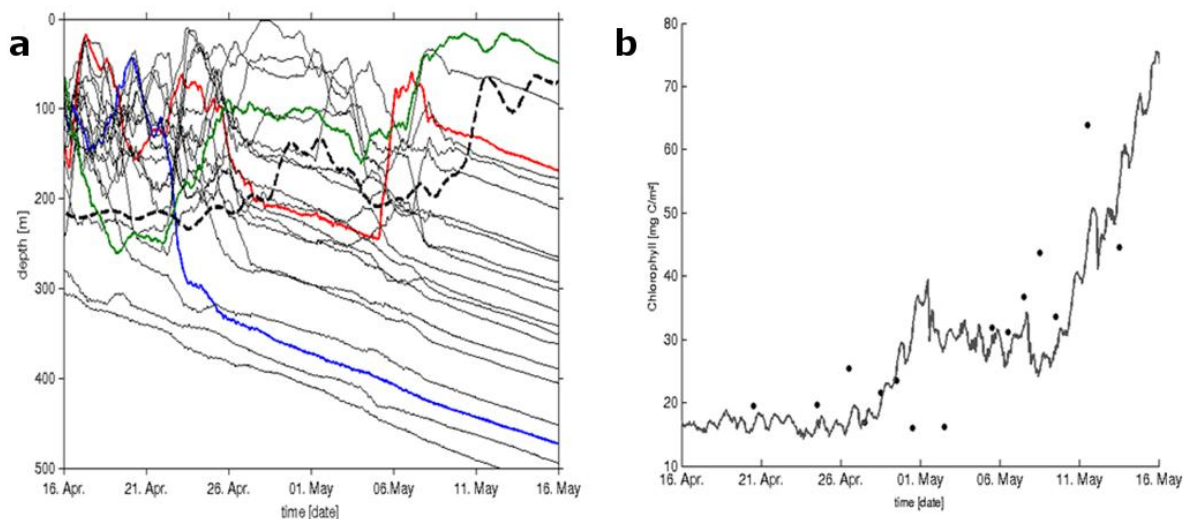 a
0
100
200
300
400
500
depth [m]
16. Apr. 21. Apr. 26. Apr. 01. May 06. May 11. May 16. May
time [date]
b
80
70
60
50
40
30
20
10
Chlorophyll [mg C/m²]
16. Apr. 21. Apr. 26. Apr. 01. May 06. May 11. May 16. May
time [date]